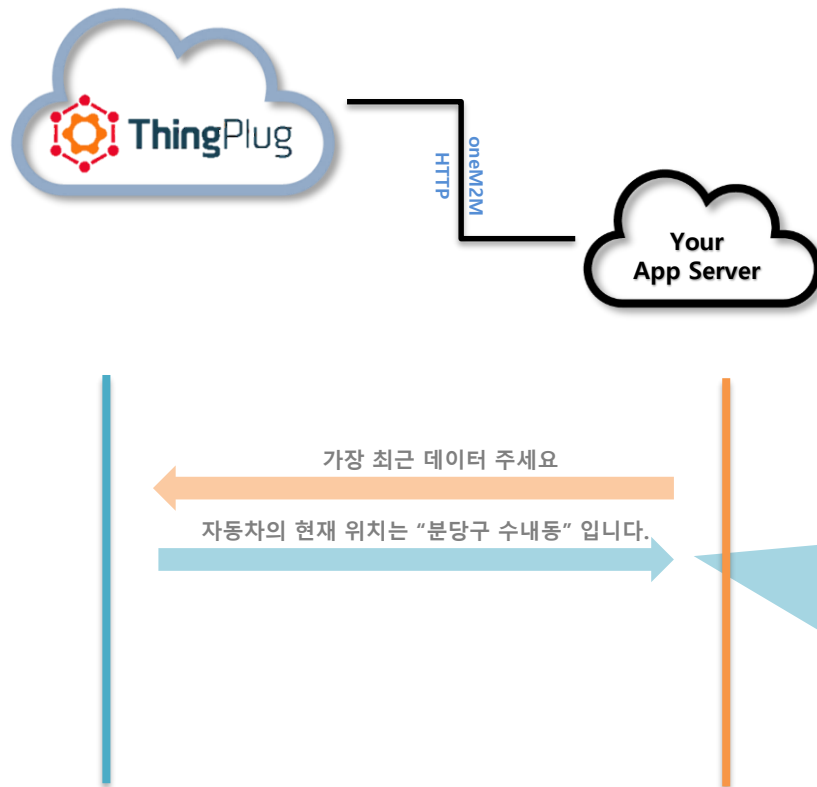 ThingPlug
oneM2M
HTTP
Your
App Server
가장 최근 데이터 주세요
자동차의 현재 위치는 “분당구 수내동” 입니다.